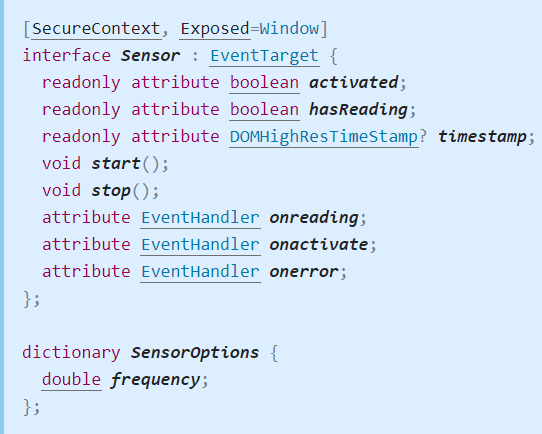 [SecureContext, Exposed=Window]
interface Sensor : EventTarget {
  readonly attribute boolean activated;
  readonly attribute boolean hasReading;
  readonly attribute DOMHighResTimeStamp? timestamp;
  void start();
  void stop();
  attribute EventHandler onreading;
  attribute EventHandler onactivate;
  attribute EventHandler onerror;
};

dictionary SensorOptions {
  double frequency;
};